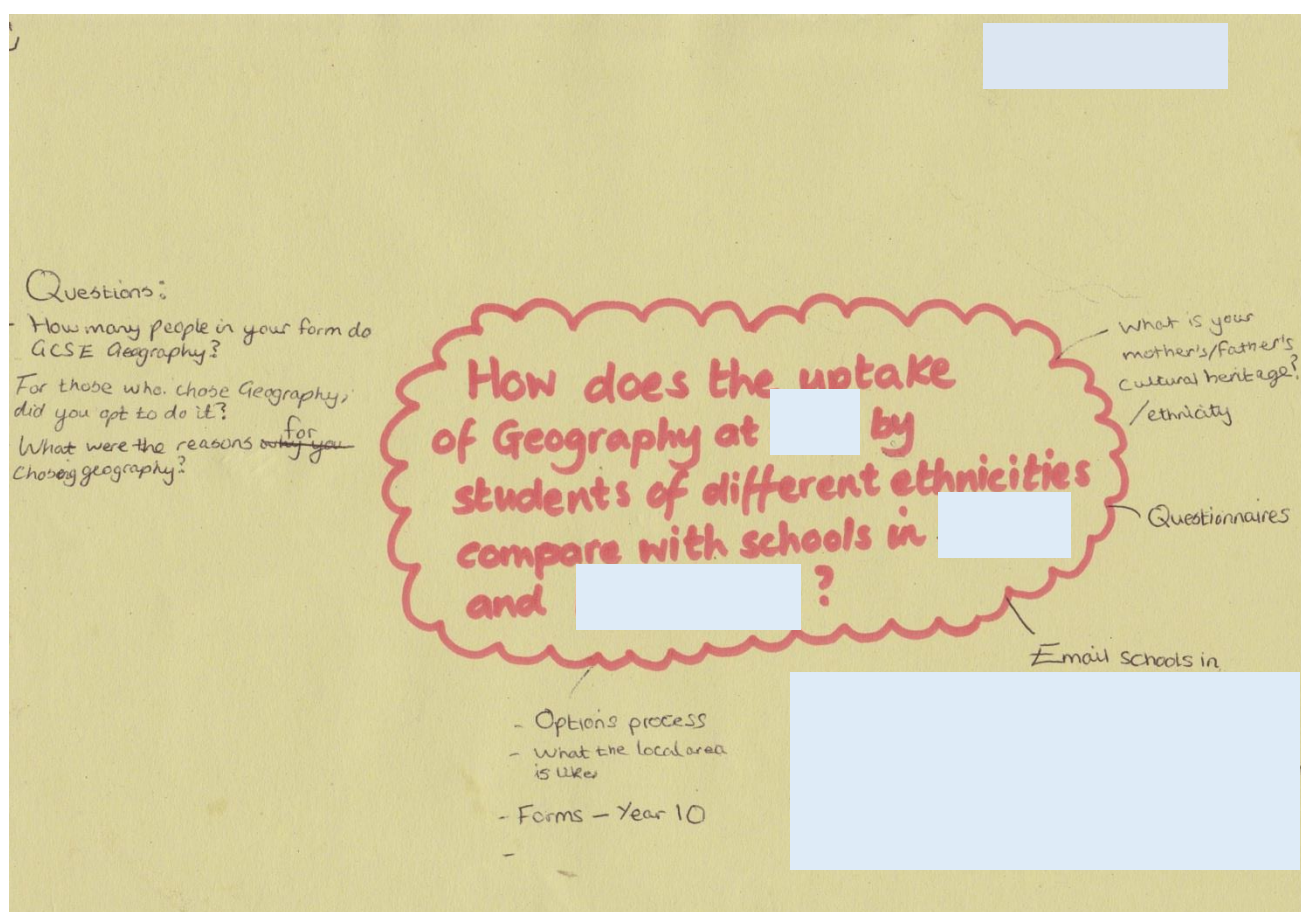 Questions:
- How many people in your form do
GCSE Geography?
For those who chose Geography,
did you opt to do it?
for
What were the reasons why you
chosing geography?
How does the uptake
of Geography at by
students of different ethnicities
compare with schools in
and ?
What is your
mother's/father's
cultural heritage?
/ethnicity
Questionnaires
Email schools in
- Options process
- What the local area
is like
- Forms - Year 10
-